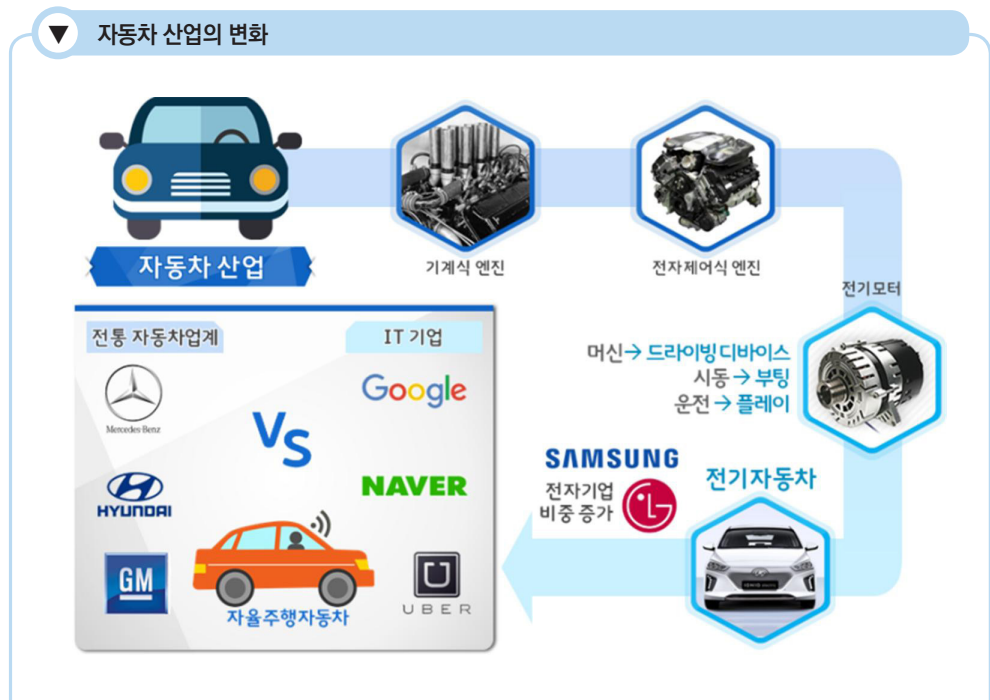 ▼ 자동차 산업의 변화
자동차 산업
기계식 엔진
전자제어식 엔진
전기모터
머신→ 드라이빙 디바이스
시동 → 부팅
운전 → 플레이
전기자동차
SAMSUNG
전자기업
비중 증가
LG
전통 자동차업계
IT 기업
Mercedes-Benz
Google
VS
HYUNDAI
NAVER
GM
U
UBER
자율주행자동차